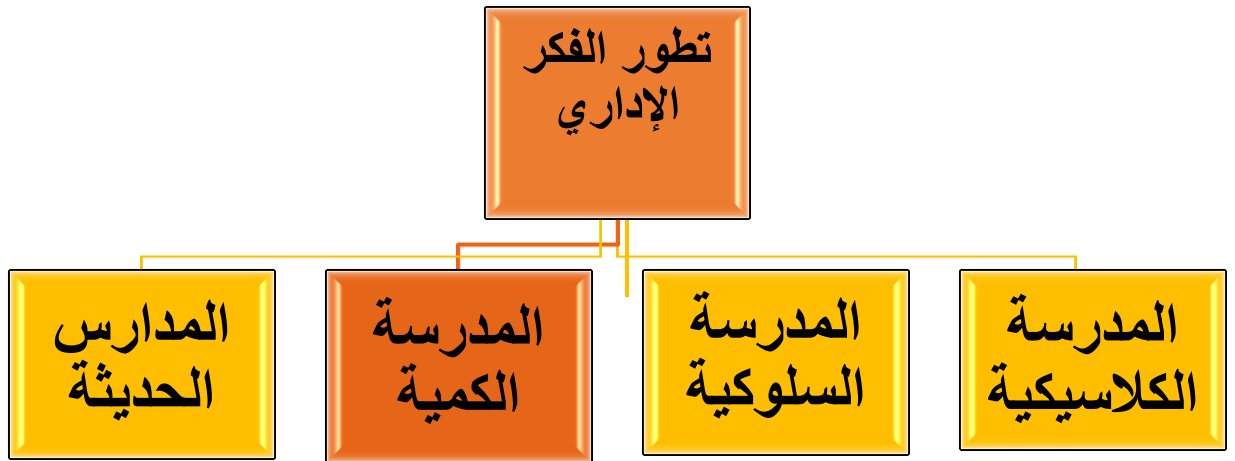 تطور الفكر
الإداري
المدرسة
الكلاسيكية
المدرسة
السلوكية
المدرسة
الكمية
المدارس
الحديثة